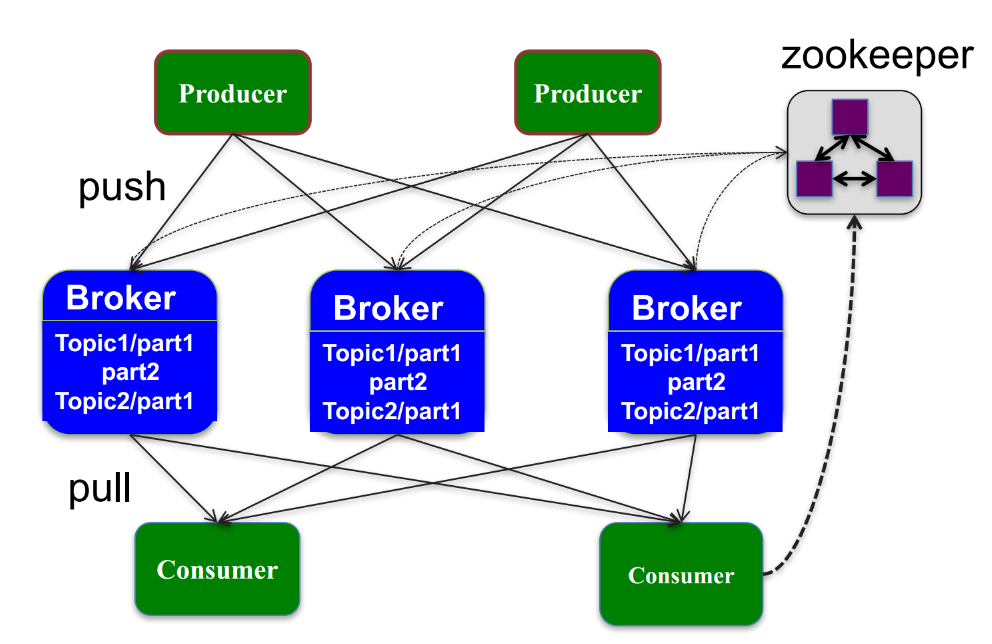 zookeeper
Producer
Producer
push
Broker
Topic1/part1
part2
Topic2/part1
Broker
Topic1/part1
part2
Topic2/part1
Broker
Topic1/part1
part2
Topic2/part1
pull
Consumer
Consumer